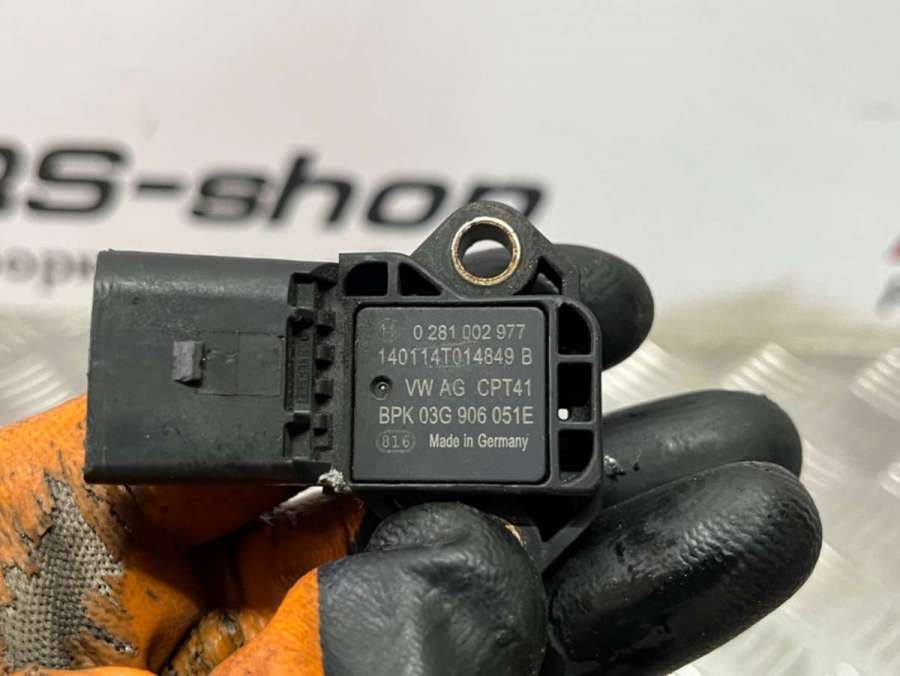 RS-shop
0 281 002 977
140114T014849 B
VW AG CPT41
BPK 03G 906 051E
816 Made in Germany